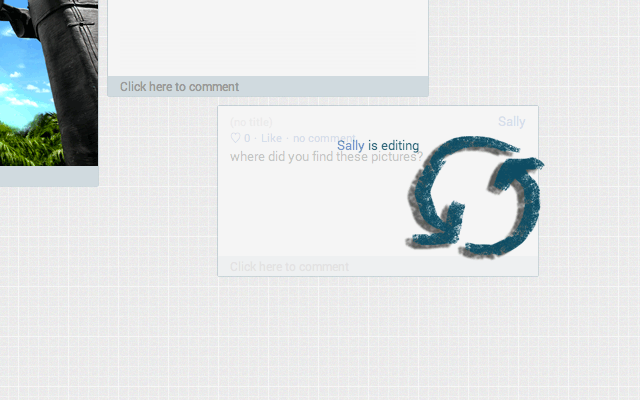 Click here to comment
(no title)
Sally
♡ 0 · Like · no comment
Sally is editing
where did you find these pictures?
Click here to comment